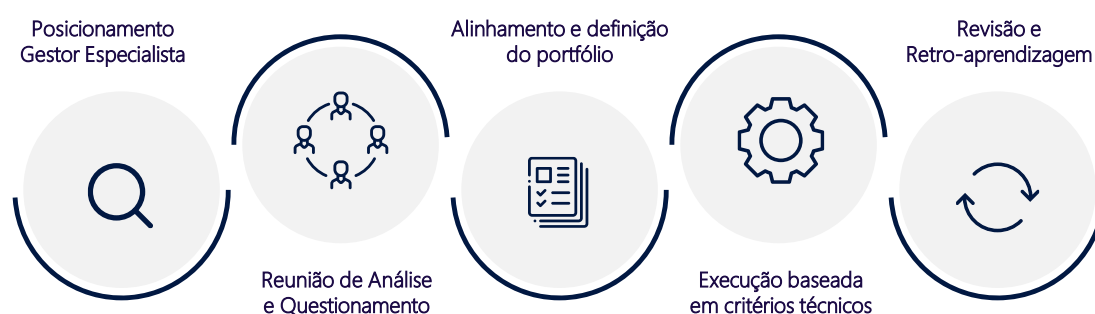 Posicionamento
Gestor Especialista
Reunião de Análise
e Questionamento
Alinhamento e definição
do portfólio
Execução baseada
em critérios técnicos
Revisão e
Retro-aprendizagem